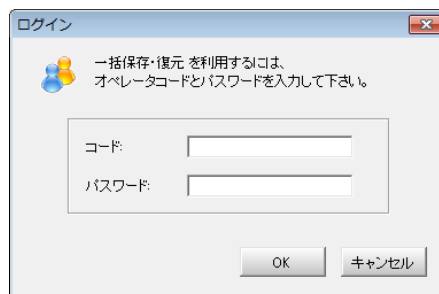 ログイン
一括保存・復元 を利用するには、
オペレータコードとパスワードを入力して下さい。
コード:
パスワード:
OK キャンセル